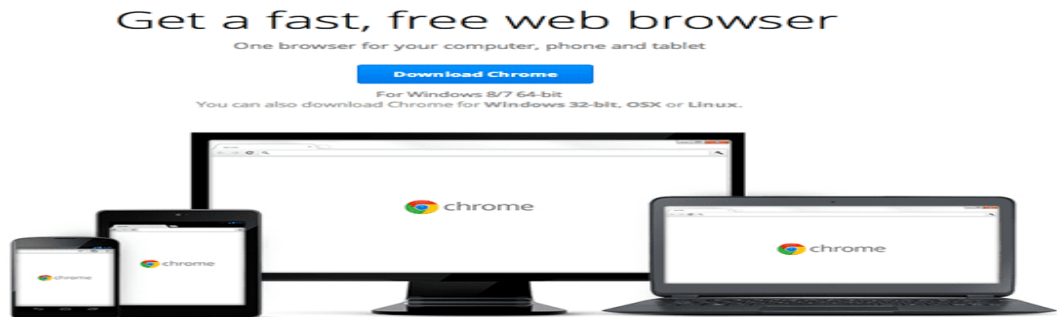 Get a fast, free web browser
One browser for your computer, phone and tablet
Download Chrome
For Windows 8/7 64-bit
You can also download Chrome for Windows 32-bit, OSX or Linux.
chrome
chrome
chrome
chrome